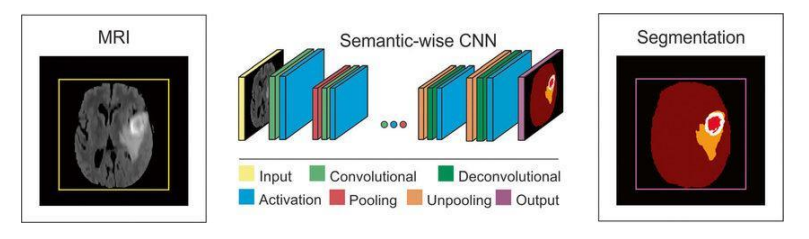 MRI
Semantic-wise CNN
Segmentation
Input Convolutional Deconvolutional
Activation Pooling Unpooling Output